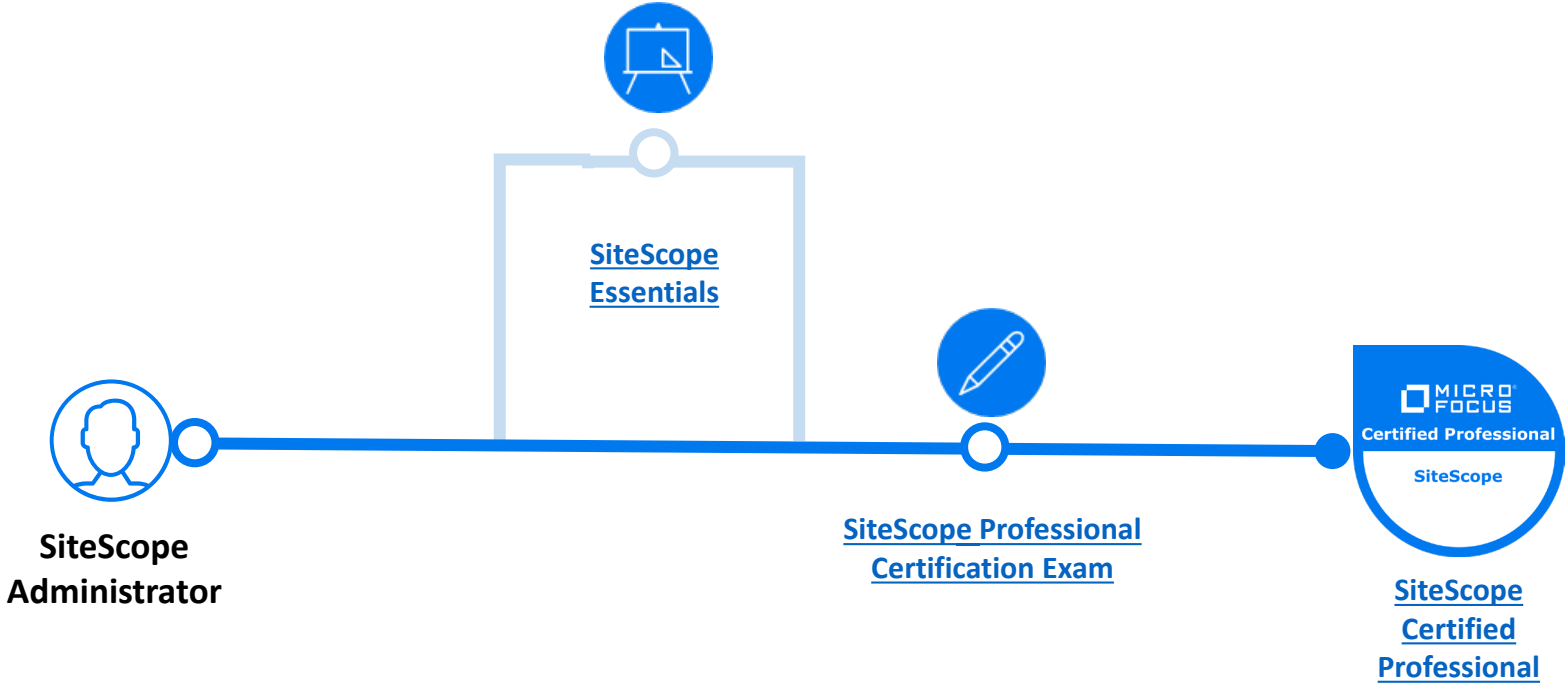 SiteScope
Essentials
MICRO
FOCUS
Certified Professional
SiteScope
SiteScope
Administrator
SiteScope Professional
Certification Exam
SiteScope
Certified
Professional